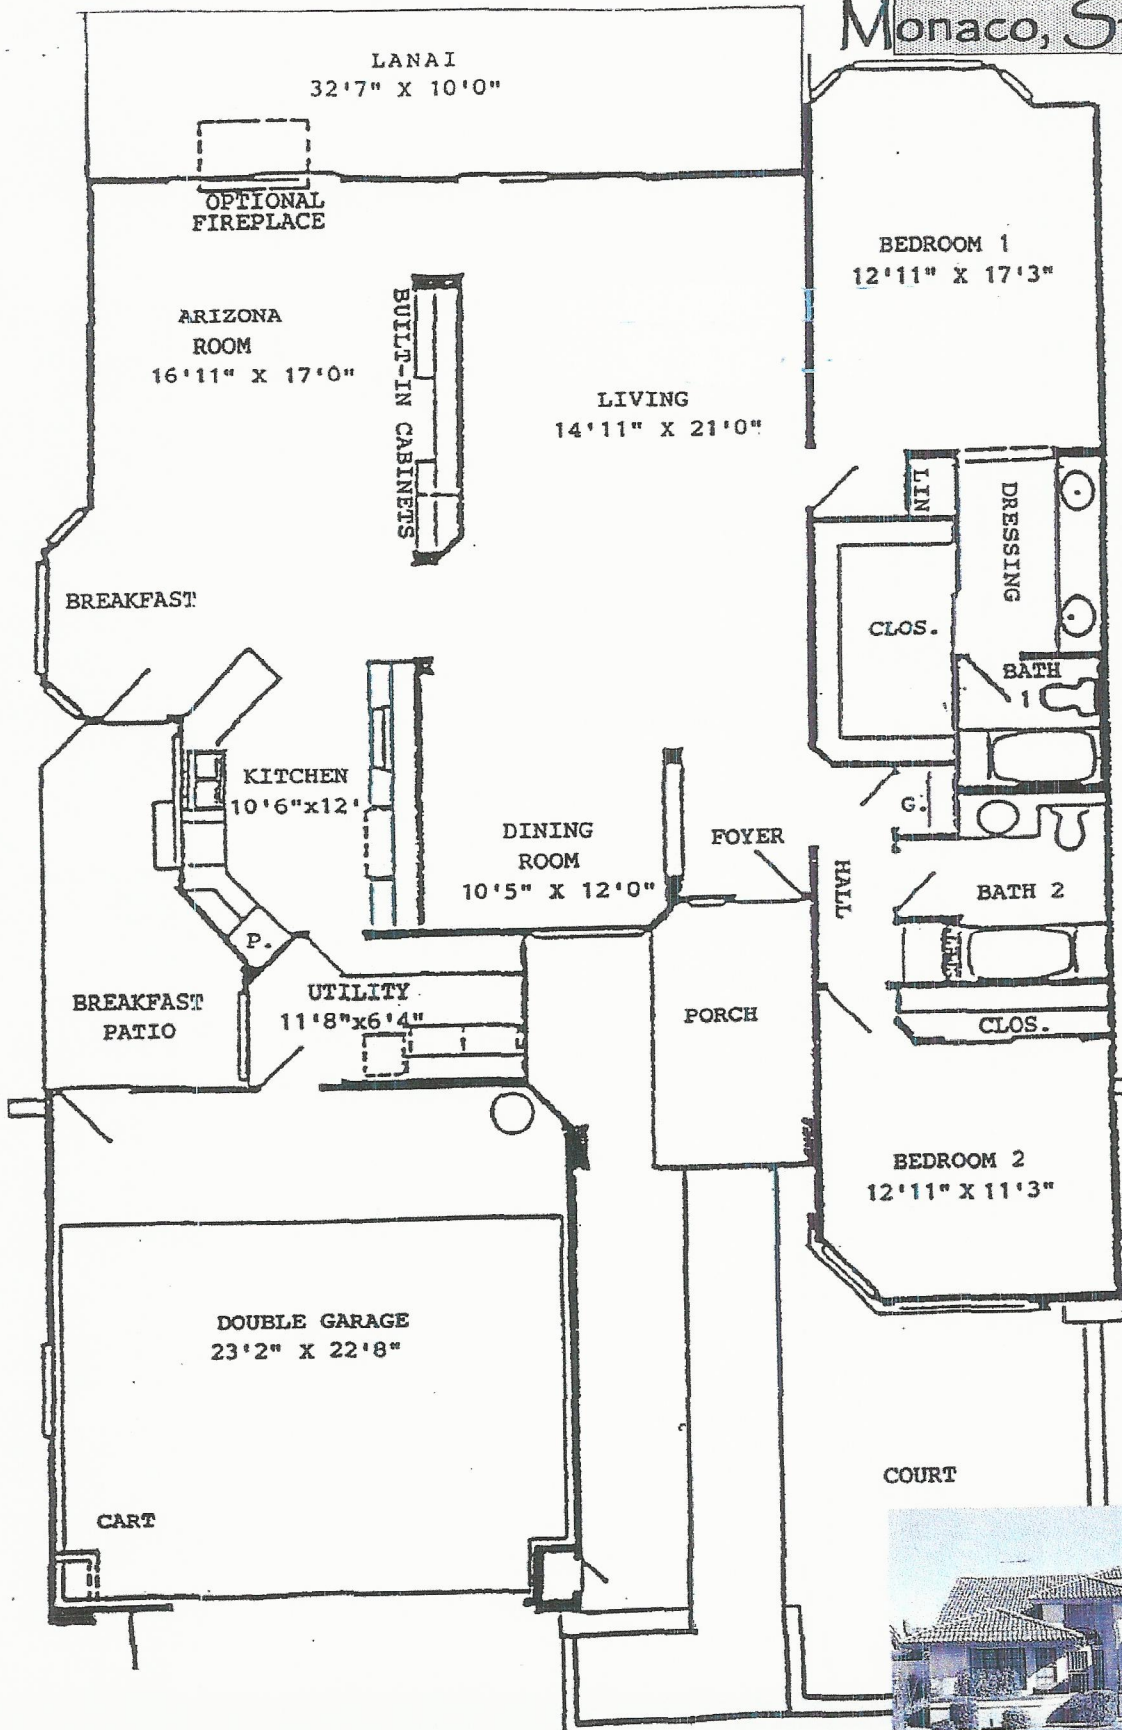 Monaco,
LANAI
32'7" X 10'0"
OPTIONAL
FIREPLACE
BEDROOM 1
12'11" X 17'3"
ARIZONA
ROOM
16'11" X 17'0"
BUILT-IN CABINETS
LIVING
14'11" X 21'0"
LIN
DRESSING
BREAKFAST
CLOS.
BATH
1
KITCHEN
10'6"x12'
G.
DINING
ROOM
10'5" X 12'0"
FOYER
HALL
BATH 2
P.
BREAKFAST
PATIO
UTILITY
11'8"x6'4"
PORCH
CLOS.
BEDROOM 2
12'11" X 11'3"
DOUBLE GARAGE
23'2" X 22'8"
COURT
CART